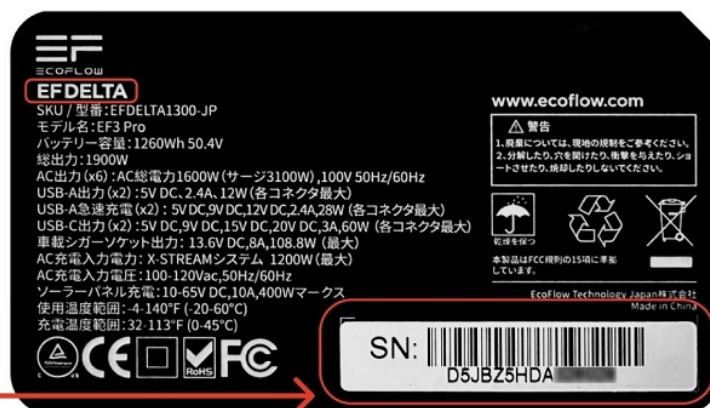 EF
ECOFLOW
EFDELTA
SKU / 型番:EFDELTA1300-JP
モデル名:EF3 Pro
バッテリー容量:1260Wh 50.4V
総出力:1900W
AC出力(x6):AC総電力1600W(サージ3100W),100V 50Hz/60Hz
USB-A出力(x2):5V DC, 2.4A, 12W(各コネクタ最大)
USB-A急速充電(x2): 5V DC,9V DC,12V DC,2.4A,28W (各コネクタ最大)
USB-C出力(x2):5V DC,9V DC,15V DC,20V DC,3A,60W (各コネクタ最大)
車載シガーソケット出力: 13.6V DC,8A,108.8W (最大)
AC充電入力電力: X-STREAMシステム 1200W(最大)
AC充電入力電圧:100-120Vac,50Hz/60Hz
ソーラーパネル充電:10-65V DC,10A,400Wマークス
使用温度範囲:-4-140°F (-20-60°C)
充電温度範囲:32-113°F (0-45°C)
CE
RoHS
FC
www.ecoflow.com
警告
1、廃棄については、現地の規制をご参考ください。
2、分解したり、穴を開けたり、衝撃を与えたり、ショ
ートさせたり、焼却したりしないてください。
乾燥を保つ
本製品はFCC規則の15項に準拠
しています。
EcoFlow Technology Japan株式会社
Made in China
SN:
D5JBZ5HDA